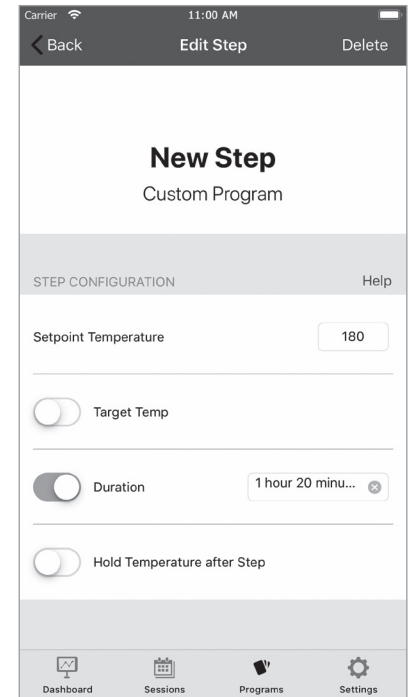 Carrier 11:00 AM
Back Edit Step Delete
New Step
Custom Program
STEP CONFIGURATION Help
Setpoint Temperature 180
Target Temp
Duration 1 hour 20 minu...
Hold Temperature after Step
Dashboard Sessions Programs Settings